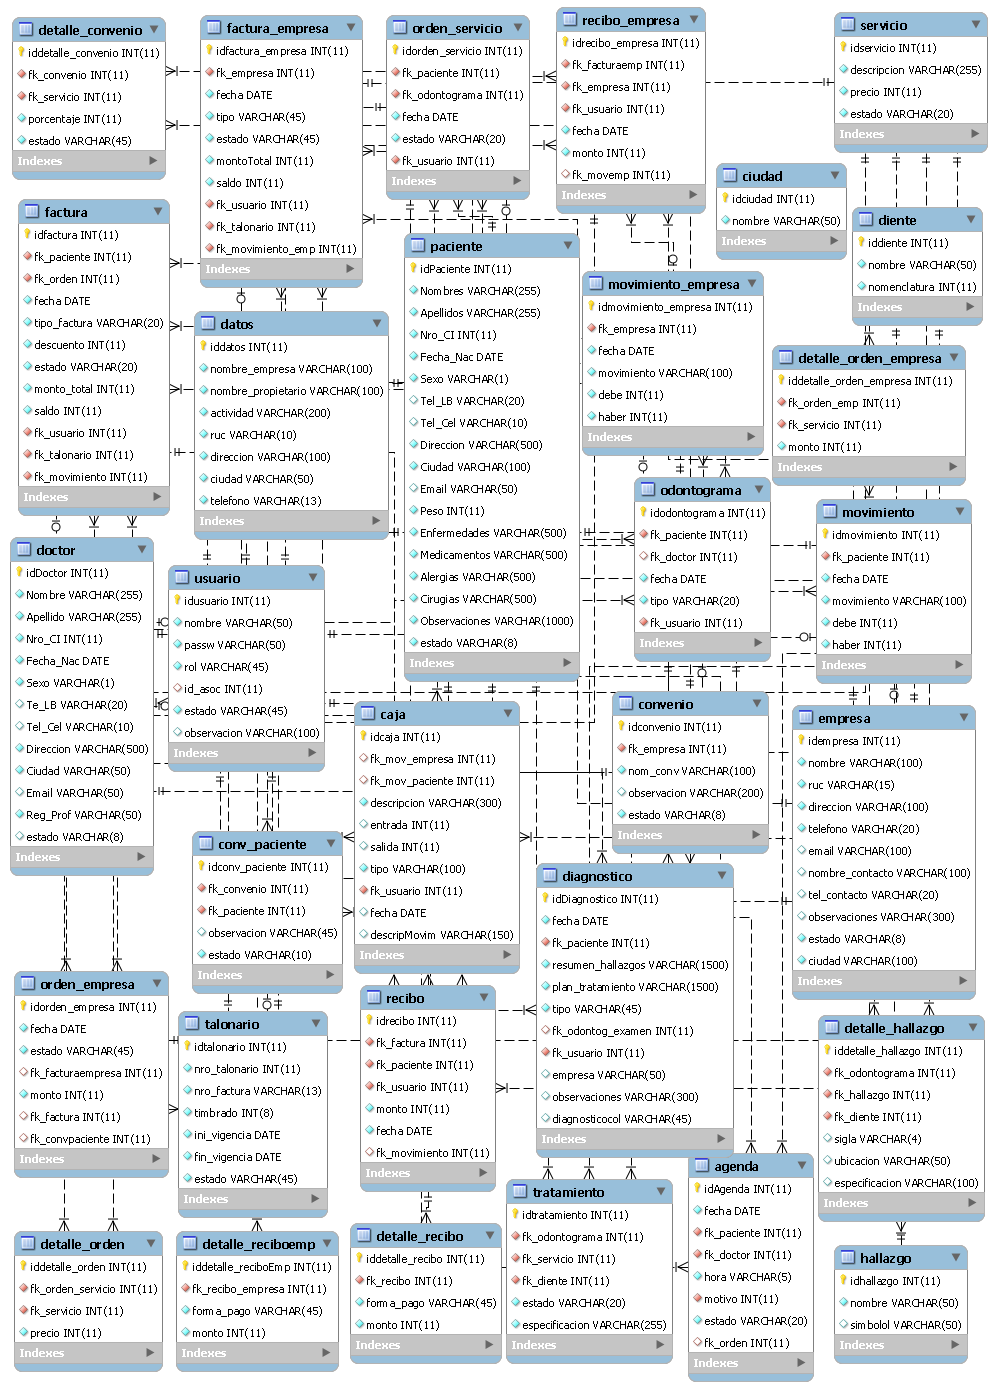 detalle_convenio
iddetalle_convenio INT(11)
fk_convenio INT(11)
fk_servicio INT(11)
porcentaje INT(11)
estado VARCHAR(45)
Indexes
factura_empresa
idfactura_empresa INT(11)
fk_empresa INT(11)
fecha DATE
tipo VARCHAR(45)
estado VARCHAR(45)
montoTotal INT(11)
saldo INT(11)
fk_usuario INT(11)
fk_talonario INT(11)
fk_movimiento_emp INT(11)
Indexes
orden_servicio
idorden_servicio INT(11)
fk_paciente INT(11)
fk_odontograma INT(11)
fecha DATE
estado VARCHAR(20)
fk_usuario INT(11)
Indexes
recibo_empresa
idrecibo_empresa INT(11)
fk_facturaemp INT(11)
fk_empresa INT(11)
fk_usuario INT(11)
fecha DATE
monto INT(11)
fk_movemp INT(11)
Indexes
servicio
idservicio INT(11)
descripcion VARCHAR(255)
precio INT(11)
estado VARCHAR(20)
Indexes
ciudad
idciudad INT(11)
nombre VARCHAR(50)
Indexes
factura
idfactura INT(11)
fk_paciente INT(11)
fk_orden INT(11)
fecha DATE
tipo_factura VARCHAR(20)
descuento INT(11)
estado VARCHAR(20)
monto_total INT(11)
saldo INT(11)
fk_usuario INT(11)
fk_talonario INT(11)
fk_movimiento INT(11)
Indexes
datos
iddatos INT(11)
nombre_empresa VARCHAR(100)
nombre_propietario VARCHAR(100)
actividad VARCHAR(200)
ruc VARCHAR(10)
direccion VARCHAR(100)
ciudad VARCHAR(50)
telefono VARCHAR(13)
Indexes
paciente
idPaciente INT(11)
Nombres VARCHAR(255)
Apellidos VARCHAR(255)
Nro_CI INT(11)
Fecha_Nac DATE
Sexo VARCHAR(1)
Tel_LB VARCHAR(20)
Tel_Cel VARCHAR(10)
Direccion VARCHAR(500)
Ciudad VARCHAR(100)
Email VARCHAR(50)
Peso INT(11)
Enfermedades VARCHAR(500)
Medicamentos VARCHAR(500)
Alergias VARCHAR(500)
Cirugias VARCHAR(500)
Observaciones VARCHAR(1000)
estado VARCHAR(8)
Indexes
movimiento_empresa
idmovimiento_empresa INT(11)
fk_empresa INT(11)
fecha DATE
movimiento VARCHAR(100)
debe INT(11)
haber INT(11)
Indexes
diente
iddiente INT(11)
nombre VARCHAR(50)
nomenclatura INT(11)
Indexes
detalle_orden_empresa
iddetalle_orden_empresa INT(11)
fk_orden_emp INT(11)
fk_servicio INT(11)
monto INT(11)
Indexes
odontograma
idodontograma INT(11)
fk_paciente INT(11)
fk_doctor INT(11)
fecha DATE
tipo VARCHAR(20)
fk_usuario INT(11)
Indexes
movimiento
idmovimiento INT(11)
fk_paciente INT(11)
fecha DATE
movimiento VARCHAR(100)
debe INT(11)
haber INT(11)
Indexes
doctor
idDoctor INT(11)
Nombre VARCHAR(255)
Apellido VARCHAR(255)
Nro_CI INT(11)
Fecha_Nac DATE
Sexo VARCHAR(1)
Te_LB VARCHAR(20)
Tel_Cel VARCHAR(10)
Direccion VARCHAR(500)
Ciudad VARCHAR(50)
Email VARCHAR(50)
Reg_Prof VARCHAR(50)
estado VARCHAR(8)
Indexes
usuario
idusuario INT(11)
nombre VARCHAR(50)
passw VARCHAR(50)
rol VARCHAR(45)
id_asoc INT(11)
estado VARCHAR(45)
observacion VARCHAR(100)
Indexes
caja
idcaja INT(11)
fk_mov_empresa INT(11)
fk_mov_paciente INT(11)
descripcion VARCHAR(300)
entrada INT(11)
salida INT(11)
tipo VARCHAR(100)
fk_usuario INT(11)
fecha DATE
descripMovim VARCHAR(150)
Indexes
convenio
idconvenio INT(11)
fk_empresa INT(11)
nom_conv VARCHAR(100)
observacion VARCHAR(200)
estado VARCHAR(8)
Indexes
empresa
idempresa INT(11)
nombre VARCHAR(100)
ruc VARCHAR(15)
direccion VARCHAR(100)
telefono VARCHAR(20)
email VARCHAR(100)
nombre_contacto VARCHAR(100)
tel_contacto VARCHAR(20)
observaciones VARCHAR(300)
estado VARCHAR(8)
ciudad VARCHAR(100)
Indexes
conv_paciente
idconv_paciente INT(11)
fk_convenio INT(11)
fk_paciente INT(11)
observacion VARCHAR(45)
estado VARCHAR(10)
Indexes
diagnostico
idDiagnostico INT(11)
fecha DATE
fk_paciente INT(11)
resumen_hallazgos VARCHAR(1500)
plan_tratamiento VARCHAR(1500)
tipo VARCHAR(45)
fk_odontog_examen INT(11)
fk_usuario INT(11)
empresa VARCHAR(50)
observaciones VARCHAR(300)
diagnosticocol VARCHAR(45)
Indexes
orden_empresa
idorden_empresa INT(11)
fecha DATE
estado VARCHAR(45)
fk_facturaempresa INT(11)
monto INT(11)
fk_factura INT(11)
fk_convpaciente INT(11)
Indexes
talonario
idtalonario INT(11)
nro_talonario INT(11)
nro_factura VARCHAR(13)
timbrado INT(8)
ini_vigencia DATE
fin_vigencia DATE
estado VARCHAR(45)
Indexes
recibo
idrecibo INT(11)
fk_factura INT(11)
fk_paciente INT(11)
fk_usuario INT(11)
monto INT(11)
fecha DATE
fk_movimiento INT(11)
Indexes
detalle_hallazgo
iddetalle_hallazgo INT(11)
fk_odontograma INT(11)
fk_hallazgo INT(11)
fk_diente INT(11)
sigla VARCHAR(4)
ubicacion VARCHAR(50)
especificacion VARCHAR(100)
Indexes
detalle_orden
iddetalle_orden INT(11)
fk_orden_servicio INT(11)
fk_servicio INT(11)
precio INT(11)
Indexes
detalle_reciboemp
iddetalle_reciboEmp INT(11)
fk_recibo_empresa INT(11)
forma_pago VARCHAR(45)
monto INT(11)
Indexes
detalle_recibo
iddetalle_recibo INT(11)
fk_recibo INT(11)
forma_pago VARCHAR(45)
monto INT(11)
Indexes
tratamiento
idtratamiento INT(11)
fk_odontograma INT(11)
fk_servicio INT(11)
fk_diente INT(11)
estado VARCHAR(20)
especificacion VARCHAR(255)
Indexes
agenda
idAgenda INT(11)
fecha DATE
fk_paciente INT(11)
fk_doctor INT(11)
hora VARCHAR(5)
motivo INT(11)
estado VARCHAR(20)
fk_orden INT(11)
Indexes
hallazgo
idhallazgo INT(11)
nombre VARCHAR(50)
simbolol VARCHAR(50)
Indexes